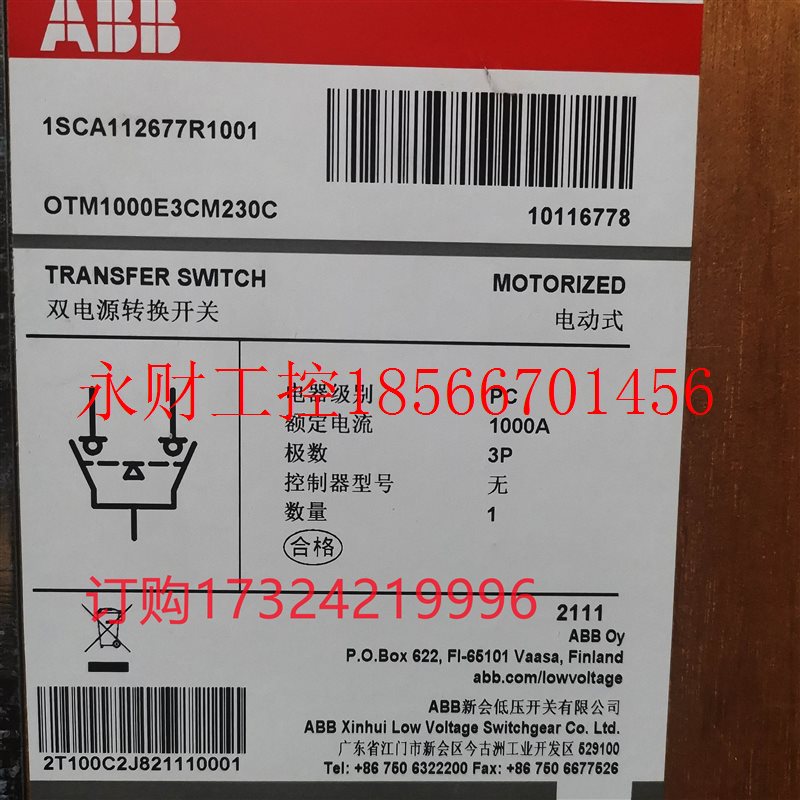 ABB
1SCA112677R1001
OTM1000E3CM230C
10116778
TRANSFER SWITCH
MOTORIZED
双电源转换开关
电动式
永财工控18566701456
电器级别 PC
额定电流 1000A
极数 3P
控制器型号 无
数量 1
合格
订购17324219996
2111
ABB Oy
P.O.Box 622, FI-65101 Vaasa, Finland
abb.com/lowvoltage
ABB新会低压开关有限公司
ABB Xinhui Low Voltage Switchgear Co. Ltd.
广东省江门市新会区今古洲工业开发区 529100
Tel: +86 750 6322200 Fax: +86 750 6677526
2T100C2J821110001